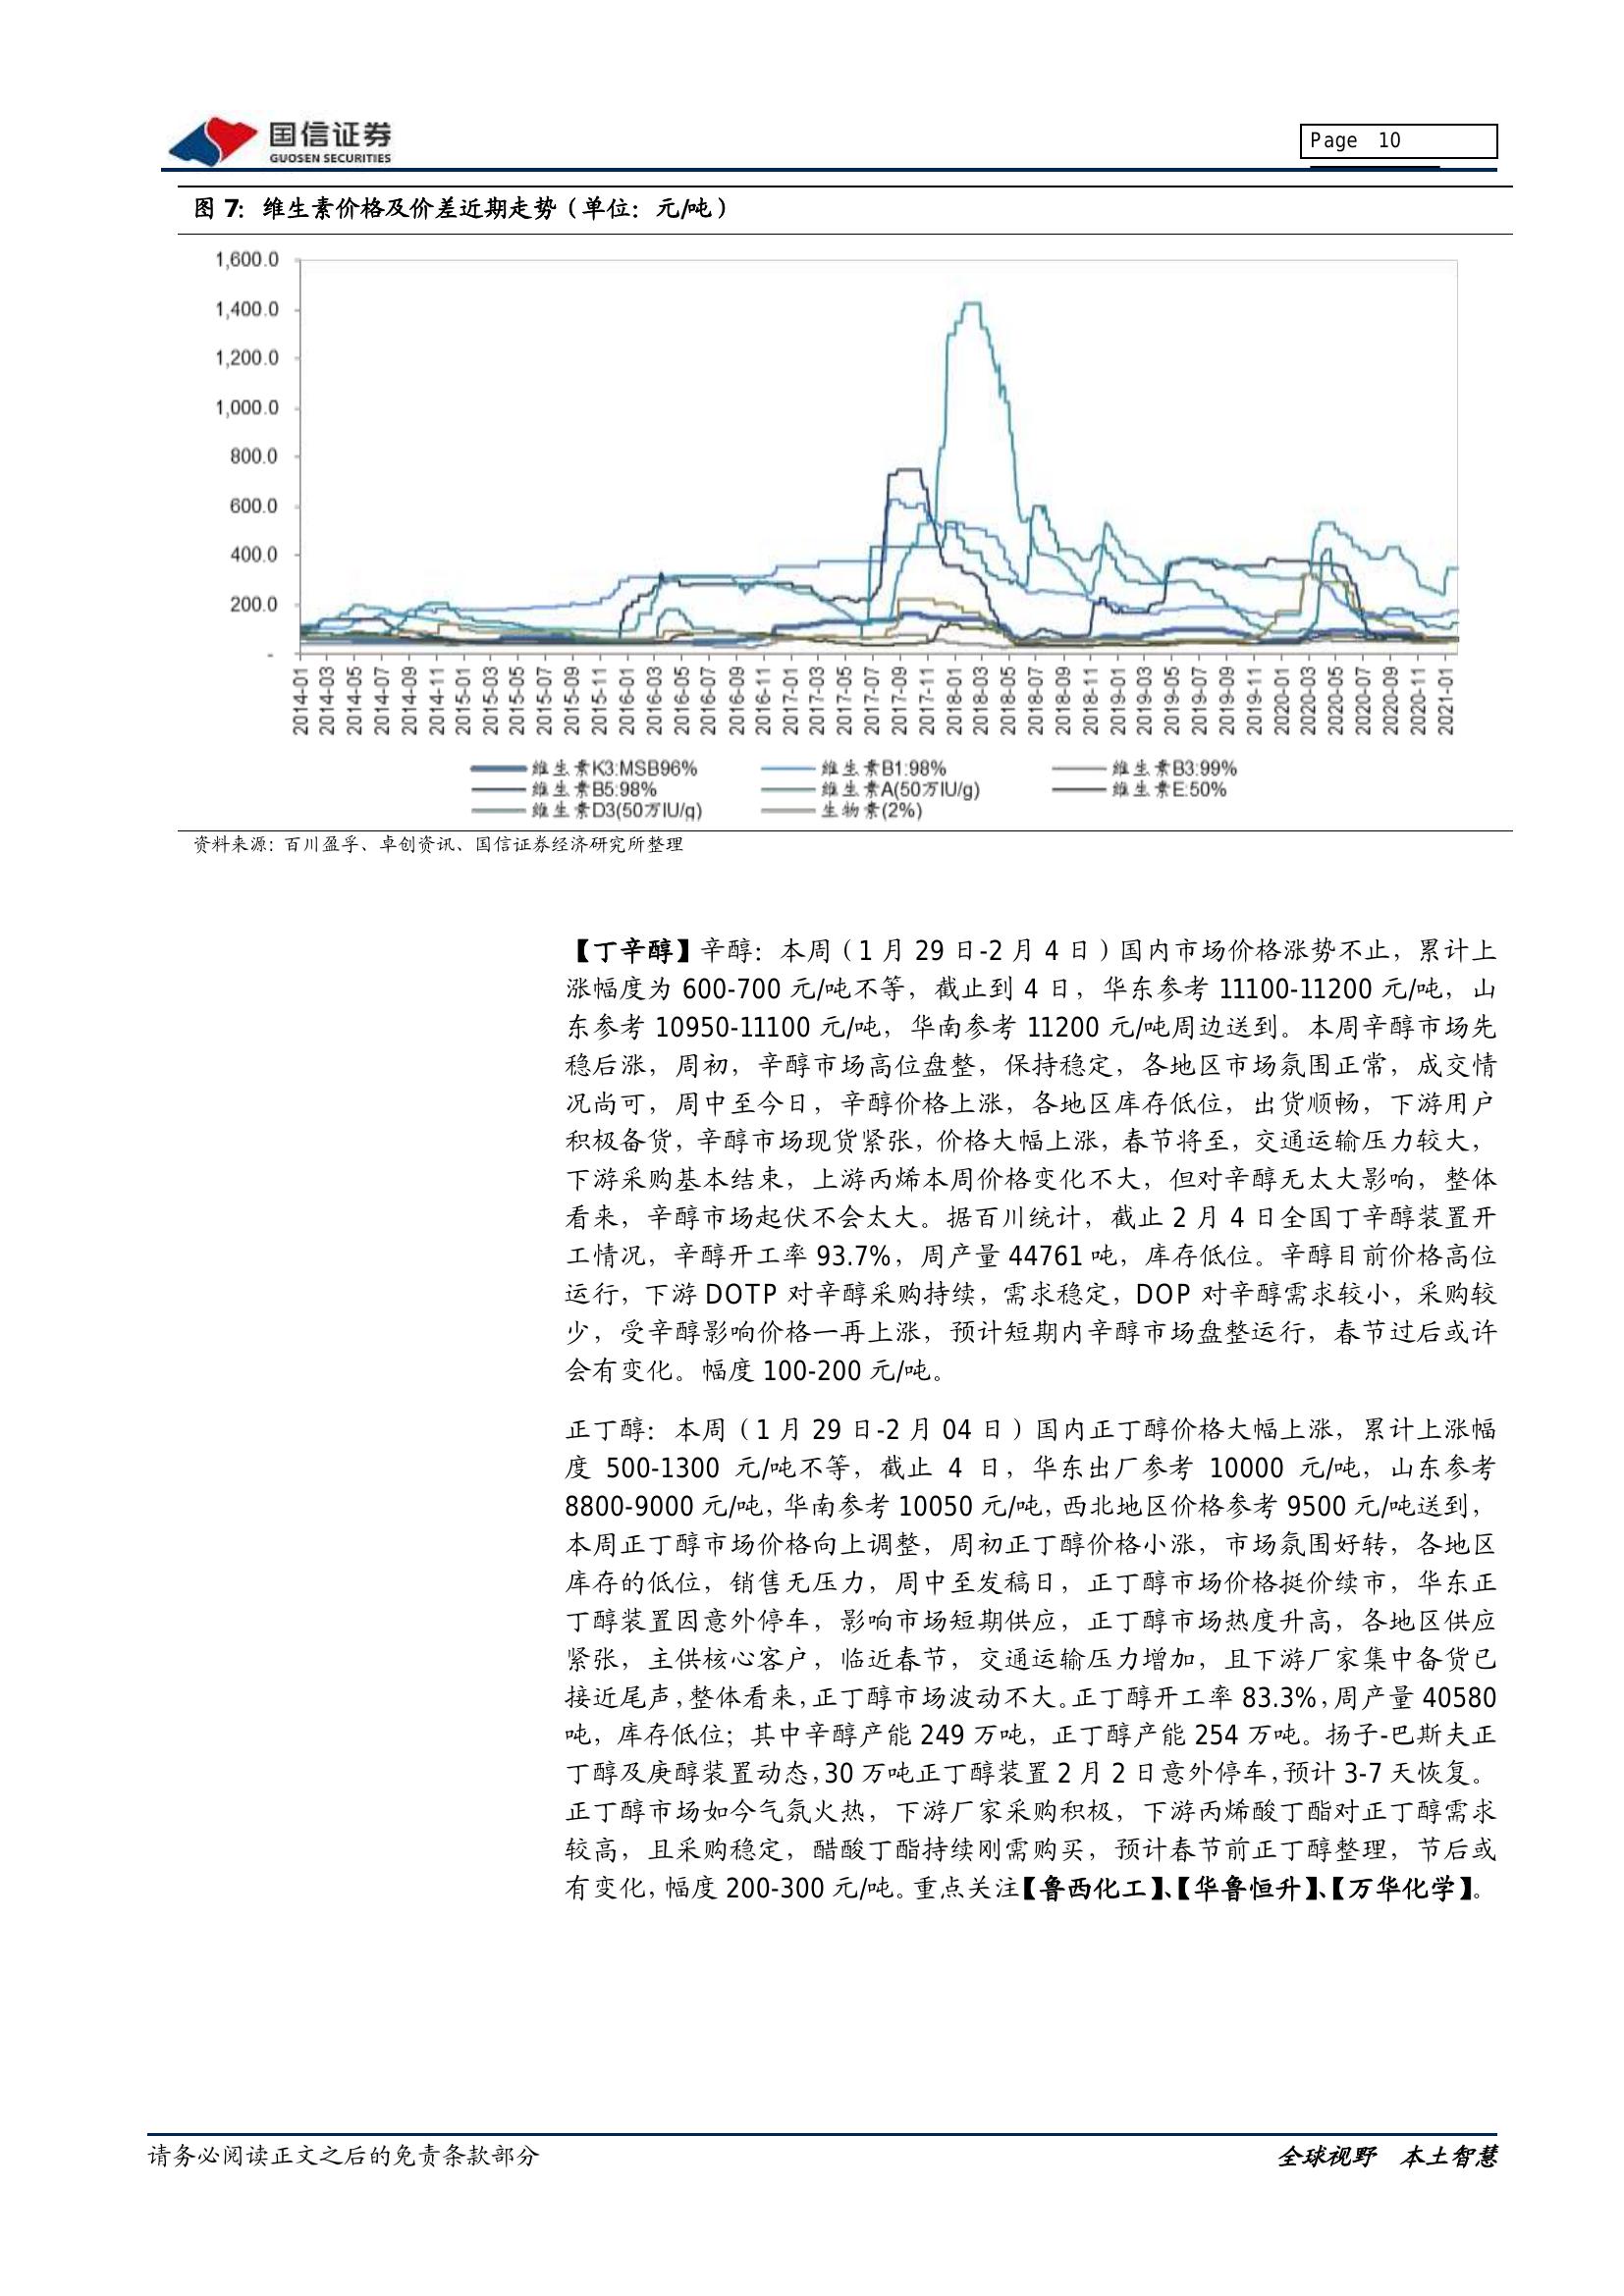 国信证券
GUOSEN SECURITIES
Page 10
图 7: 维生素价格及价差近期走势（单位：元/吨）
1,600.0
1,400.0
1,200.0
1,000.0
800.0
600.0
400.0
200.0
-
2014-01 2014-03 2014-05 2014-07 2014-09 2014-11 2015-01 2015-03 2015-05 2015-07 2015-09 2015-11 2016-01 2016-03 2016-05 2016-07 2016-09 2016-11 2017-01 2017-03 2017-05 2017-07 2017-09 2017-11 2018-01 2018-03 2018-05 2018-07 2018-09 2018-11 2019-01 2019-03 2019-05 2019-07 2019-09 2019-11 2020-01 2020-03 2020-05 2020-07 2020-09 2020-11 2021-01
维生素K3:MSB96% 维生素B1:98% 维生素B3:99%
维生素B5:98% 维生素A(50万IU/g) 维生素E:50%
维生素D3(50万IU/g) 生物素(2%)
资料来源：百川盈孚、卓创资讯、国信证券经济研究所整理
【丁辛醇】辛醇：本周（1 月 29 日-2 月 4 日）国内市场价格涨势不止，累计上
涨幅度为 600-700 元/吨不等，截止到 4 日，华东参考 11100-11200 元/吨，山
东参考 10950-11100 元/吨，华南参考 11200 元/吨周边送到。本周辛醇市场先
稳后涨，周初，辛醇市场高位盘整，保持稳定，各地区市场氛围正常，成交情
况尚可，周中至今日，辛醇价格上涨，各地区库存低位，出货顺畅，下游用户
积极备货，辛醇市场现货紧张，价格大幅上涨，春节将至，交通运输压力较大，
下游采购基本结束，上游丙烯本周价格变化不大，但对辛醇无太大影响，整体
看来，辛醇市场起伏不会太大。据百川统计，截止 2 月 4 日全国丁辛醇装置开
工情况，辛醇开工率 93.7%，周产量 44761 吨，库存低位。辛醇目前价格高位
运行，下游 DOTP 对辛醇采购持续，需求稳定，DOP 对辛醇需求较小，采购较
少，受辛醇影响价格一再上涨，预计短期内辛醇市场盘整运行，春节过后或许
会有变化。幅度 100-200 元/吨。
正丁醇：本周（1 月 29 日-2 月 04 日）国内正丁醇价格大幅上涨，累计上涨幅
度 500-1300 元/吨不等，截止 4 日，华东出厂参考 10000 元/吨，山东参考
8800-9000 元/吨，华南参考 10050 元/吨，西北地区价格参考 9500 元/吨送到，
本周正丁醇市场价格向上调整，周初正丁醇价格小涨，市场氛围好转，各地区
库存的低位，销售无压力，周中至发稿日，正丁醇市场价格挺价续市，华东正
丁醇装置因意外停车，影响市场短期供应，正丁醇市场热度升高，各地区供应
紧张，主供核心客户，临近春节，交通运输压力增加，且下游厂家集中备货已
接近尾声，整体看来，正丁醇市场波动不大。正丁醇开工率 83.3%，周产量 40580
吨，库存低位；其中辛醇产能 249 万吨，正丁醇产能 254 万吨。扬子-巴斯夫正
丁醇及庚醇装置动态，30 万吨正丁醇装置 2 月 2 日意外停车，预计 3-7 天恢复。
正丁醇市场如今气氛火热，下游厂家采购积极，下游丙烯酸丁酯对正丁醇需求
较高，且采购稳定，醋酸丁酯持续刚需购买，预计春节前正丁醇整理，节后或
有变化，幅度 200-300 元/吨。重点关注【鲁西化工】、【华鲁恒升】、【万华化学】。
请务必阅读正文之后的免责条款部分
全球视野 本土智慧